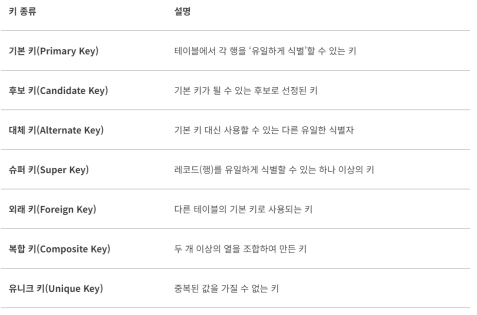 키 종류 설명
기본 키(Primary Key) 테이블에서 각 행을 ‘유일하게 식별’할 수 있는 키
후보 키(Candidate Key) 기본 키가 될 수 있는 후보로 선정된 키
대체 키(Alternate Key) 기본 키 대신 사용할 수 있는 다른 유일한 식별자
슈퍼 키(Super Key) 레코드(행)를 유일하게 식별할 수 있는 하나 이상의 키
외래 키(Foreign Key) 다른 테이블의 기본 키로 사용되는 키
복합 키(Composite Key) 두 개 이상의 열을 조합하여 만든 키
유니크 키(Unique Key) 중복된 값을 가질 수 없는 키